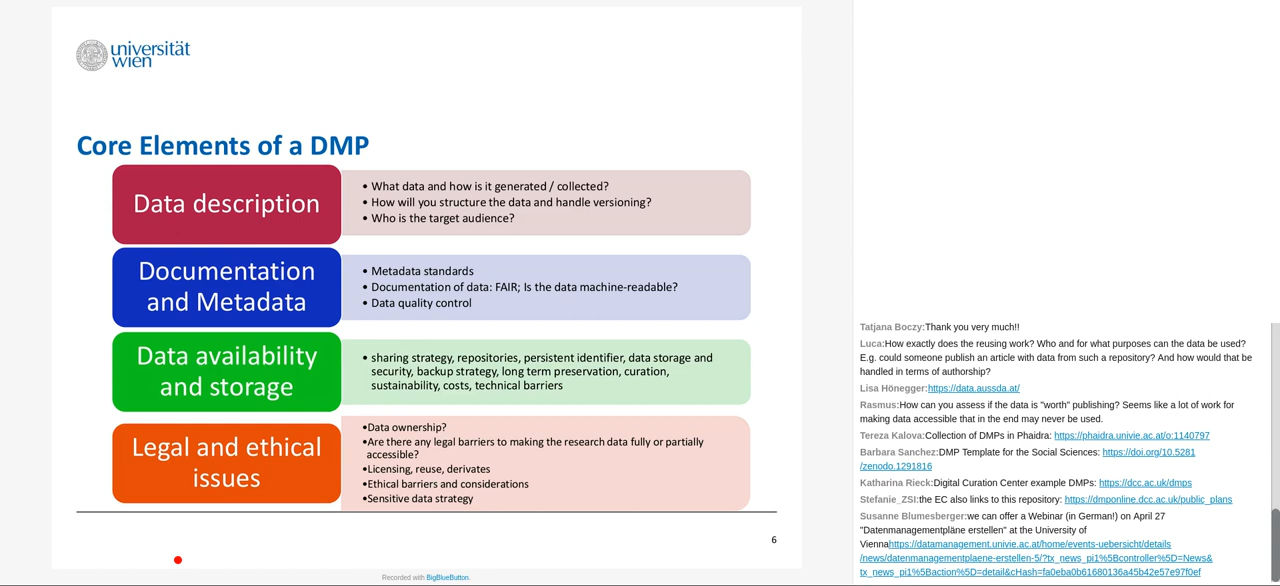 universität
wien
Core Elements of a DMP
Data description
• What data and how is it generated / collected?
• How will you structure the data and handle versioning?
• Who is the target audience?
Documentation
and Metadata
• Metadata standards
• Documentation of data: FAIR; Is the data machine-readable?
• Data quality control
Data availability
and storage
• sharing strategy, repositories, persistent identifier, data storage and
security, backup strategy, long term preservation, curation,
sustainability, costs, technical barriers
Legal and ethical
issues
•Data ownership?
•Are there any legal barriers to making the research data fully or partially
accessible?
•Licensing, reuse, derivates
•Ethical barriers and considerations
•Sensitive data strategy
6
Recorded with BigBlueButton.
Tatjana Boczy:Thank you very much!!
Luca:How exactly does the reusing work? Who and for what purposes can the data be used?
E.g. could someone publish an article with data from such a repository? And how would that be
handled in terms of authorship?
Lisa Hönegger:https://data.aussda.at/
Rasmus:How can you assess if the data is "worth" publishing? Seems like a lot of work for
making data accessible that in the end may never be used.
Tereza Kalova:Collection of DMPs in Phaidra: https://phaidra.univie.ac.at/o:1140797
Barbara Sanchez:DMP Template for the Social Sciences: https://doi.org/10.5281
/zenodo.1291816
Katharina Rieck:Digital Curation Center example DMPs: https://dcc.ac.uk/dmps
Stefanie_ZSI:the EC also links to this repository: https://dmponline.dcc.ac.uk/public_plans
Susanne Blumesberger:we can offer a Webinar (in German!) on April 27
"Datenmanagementpläne erstellen" at the University of
Viennahttps://datamanagement.univie.ac.at/home/events-uebersicht/details
/news/datenmanagementplaene-erstellen-5/?tx_news_pi1%5Bcontroller%5D=News&
tx_news_pi1%5Baction%5D=detail&cHash=fa0eba0b61680136a45b42e57e97f0ef